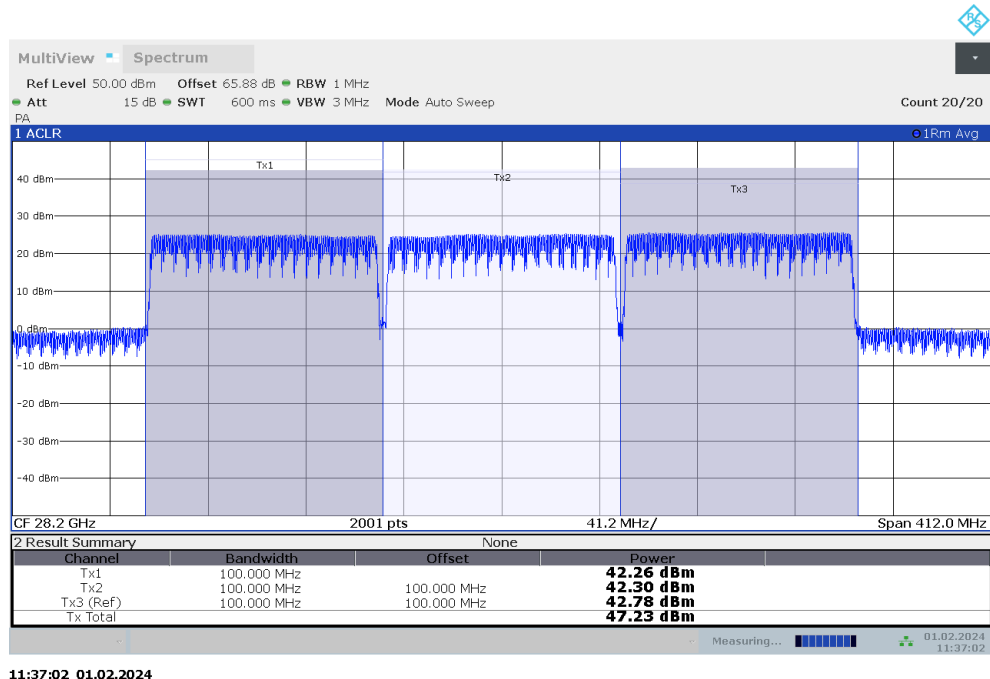 R S
MultiView Spectrum
Ref Level 50.00 dBm Offset 65.88 dB RBW 1 MHz
Att 15 dB SWT 600 ms VBW 3 MHz Mode Auto Sweep Count 20/20
PA
1 ACLR 1Rm Avg
Tx1
Tx2
Tx3
40 dBm
30 dBm
20 dBm
10 dBm
0 dBm
-10 dBm
-20 dBm
-30 dBm
-40 dBm
CF 28.2 GHz 2001 pts 41.2 MHz/ Span 412.0 MHz
2 Result Summary None
Channel Bandwidth Offset Power
Tx1 100.000 MHz 42.26 dBm
Tx2 100.000 MHz 100.000 MHz 42.30 dBm
Tx3 (Ref) 100.000 MHz 100.000 MHz 42.78 dBm
Tx Total 47.23 dBm
Measuring... 01.02.2024
11:37:02
11:37:02 01.02.2024